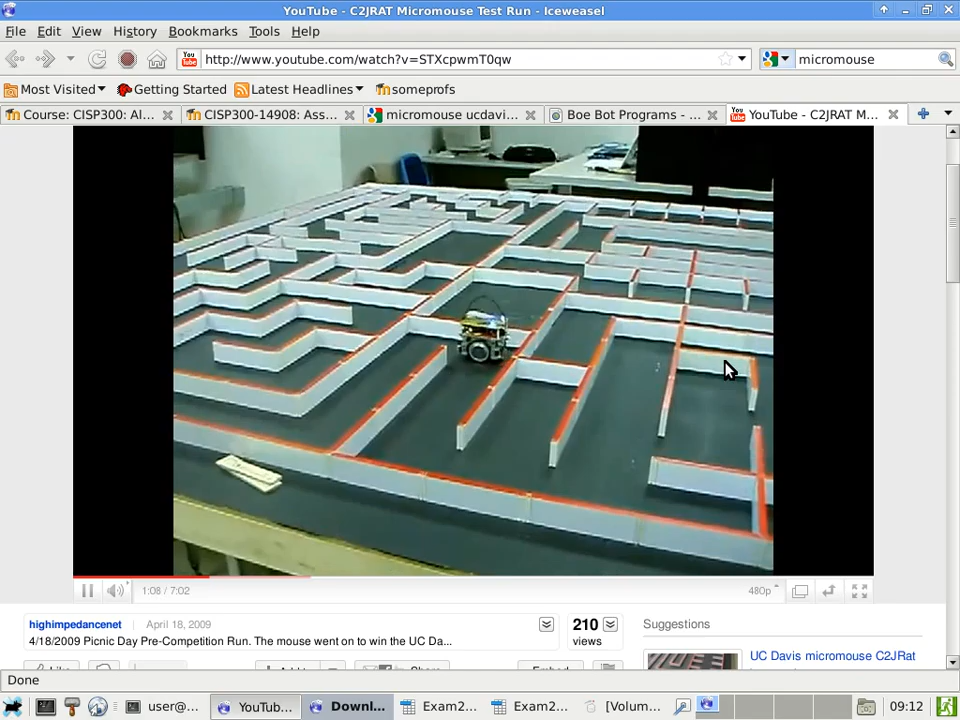 YouTube - C2JRAT Micromouse Test Run - Iceweasel
File Edit View History Bookmarks Tools Help
You Tube http://www.youtube.com/watch?v=STXcpwmT0qw micromouse
Most Visited Getting Started Latest Headlines someprofs
Course: CISP300: Al... CISP300-14908: Ass... micromouse ucdavi... Boe Bot Programs - ... YouTube - C2JRAT M...
1:08 / 7:02 480p
highimpedancenet April 18, 2009 210 views Suggestions
4/18/2009 Picnic Day Pre-Competition Run. The mouse went on to win the UC Da...
UC Davis micromouse C2JRat
Done
user@... YouTub... Downl... Exam2... Exam2... [Volum... 09:12